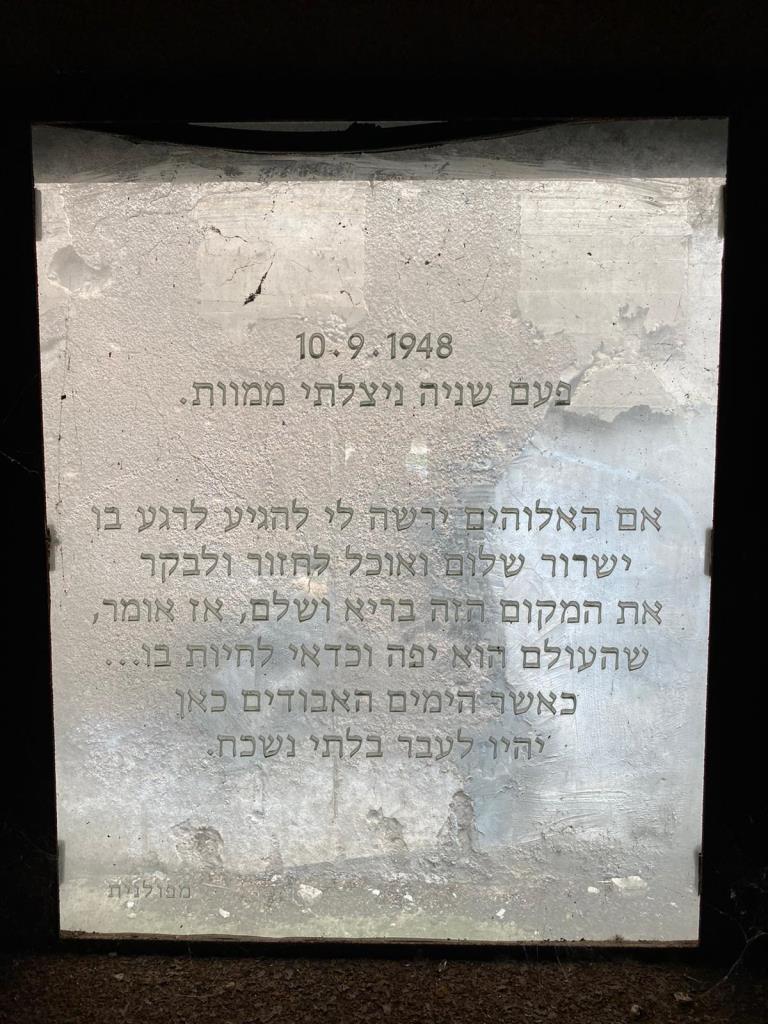 10.9.1948
פעם שניה ניצלתי ממוות.
אם האלוהים ירשה לי להגיע לרגע בו
ישרור שלום ואוכל לחזור ולבקר
את המקום הזה בריא ושלם, אז אומר,
שהעולם הוא יפה וכדאי לחיות בו...
כאשר הימים האבודים כאן
יהיו לעבר בלתי נשכח.
מפולנית